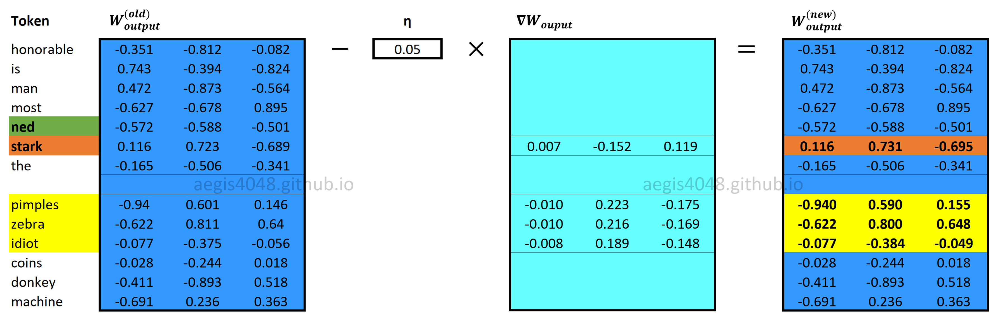 Token W_output^(old) η ∇W_ouput W_output^(new)
honorable -0.351 -0.812 -0.082 − 0.05 × = -0.351 -0.812 -0.082
is 0.743 -0.394 -0.824 0.743 -0.394 -0.824
man 0.472 -0.873 -0.564 0.472 -0.873 -0.564
most -0.627 -0.678 0.895 -0.627 -0.678 0.895
ned -0.572 -0.588 -0.501 -0.572 -0.588 -0.501
stark 0.116 0.723 -0.689 0.007 -0.152 0.119 0.116 0.731 -0.695
the -0.165 -0.506 -0.341 -0.165 -0.506 -0.341
aegis4048.github.io aegis4048.github.io
pimples -0.94 0.601 0.146 -0.010 0.223 -0.175 -0.940 0.590 0.155
zebra -0.622 0.811 0.64 -0.010 0.216 -0.169 -0.622 0.800 0.648
idiot -0.077 -0.375 -0.056 -0.008 0.189 -0.148 -0.077 -0.384 -0.049
coins -0.028 -0.244 0.018 -0.028 -0.244 0.018
donkey -0.411 -0.893 0.518 -0.411 -0.893 0.518
machine -0.691 0.236 0.363 -0.691 0.236 0.363